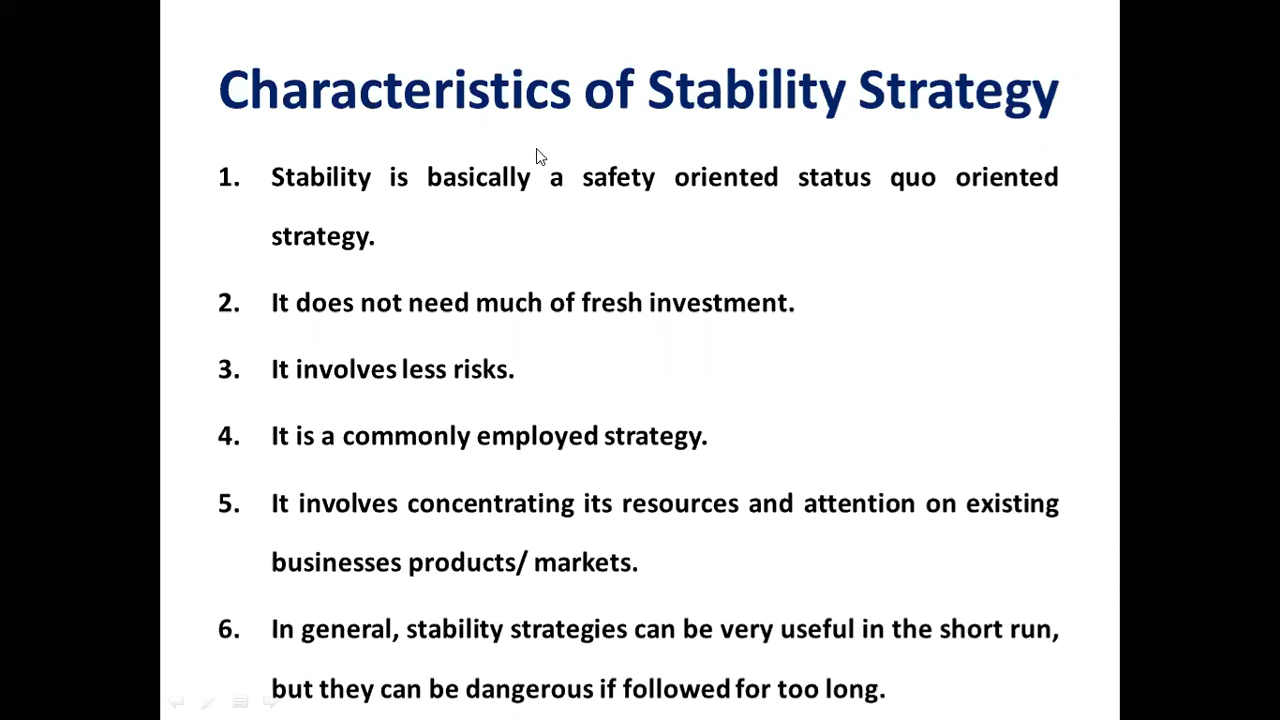 Characteristics of Stability Strategy
1. Stability is basically a safety oriented status quo oriented
strategy.
2. It does not need much of fresh investment.
3. It involves less risks.
4. It is a commonly employed strategy.
5. It involves concentrating its resources and attention on existing
businesses products/ markets.
6. In general, stability strategies can be very useful in the short run,
but they can be dangerous if followed for too long.